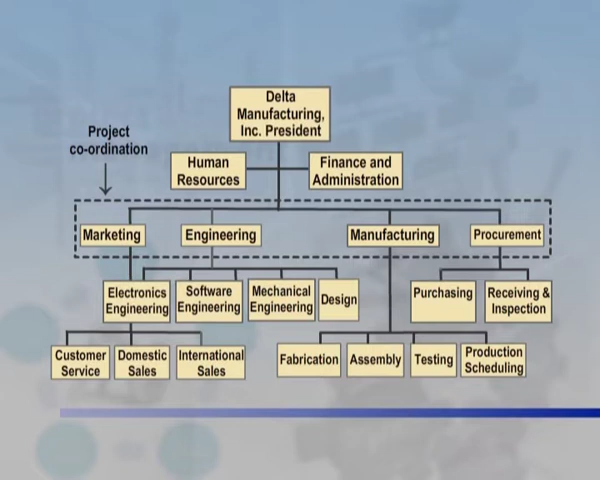 Delta
Manufacturing,
Inc. President
Project
co-ordination
Human
Resources
Finance and
Administration
Marketing
Engineering
Manufacturing
Procurement
Electronics
Engineering
Software
Engineering
Mechanical
Engineering
Design
Purchasing
Receiving &
Inspection
Customer
Service
Domestic
Sales
International
Sales
Fabrication
Assembly
Testing
Production
Scheduling